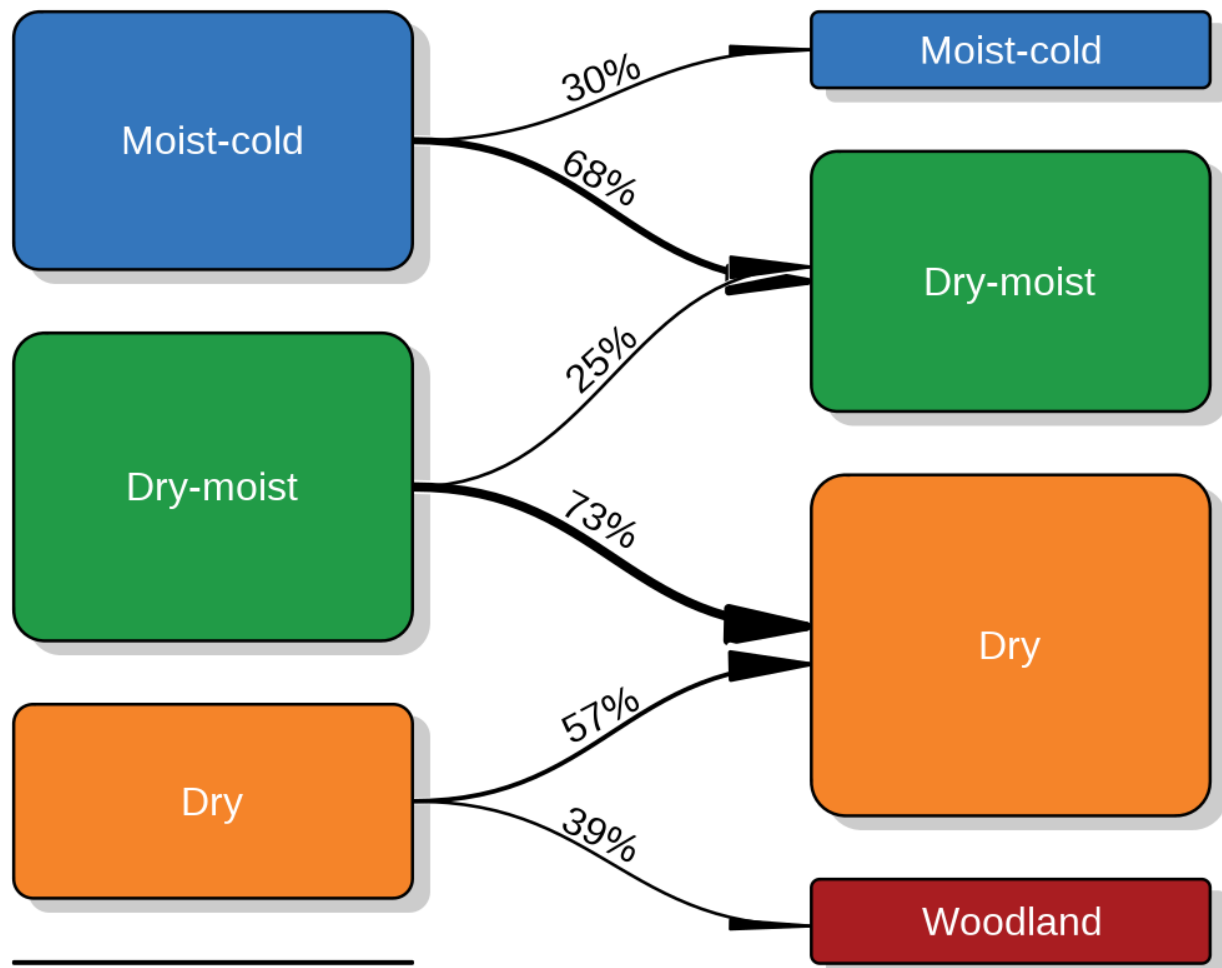 Moist-cold
Dry-moist
Dry
30%
68%
25%
73%
57%
39%
Moist-cold
Dry-moist
Dry
Woodland